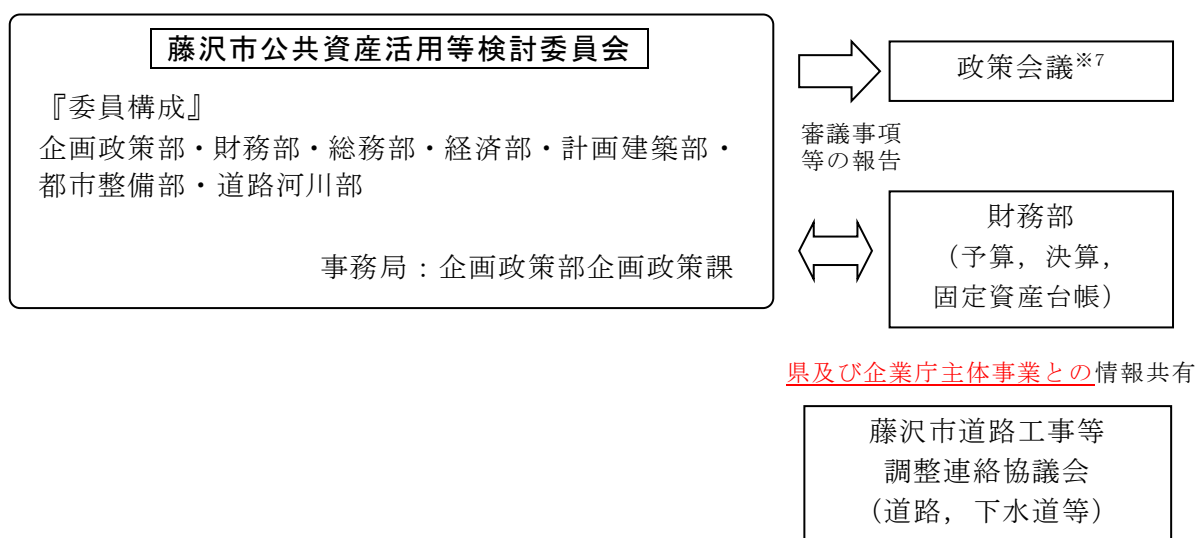 藤沢市公共資産活用等検討委員会
『委員構成』
企画政策部・財務部・総務部・経済部・計画建築部・
都市整備部・道路河川部
事務局：企画政策部企画政策課
政策会議※7
審議事項
等の報告
財務部
（予算，決算，
固定資産台帳）
県及び企業庁主体事業との情報共有
藤沢市道路工事等
調整連絡協議会
（道路，下水道等）